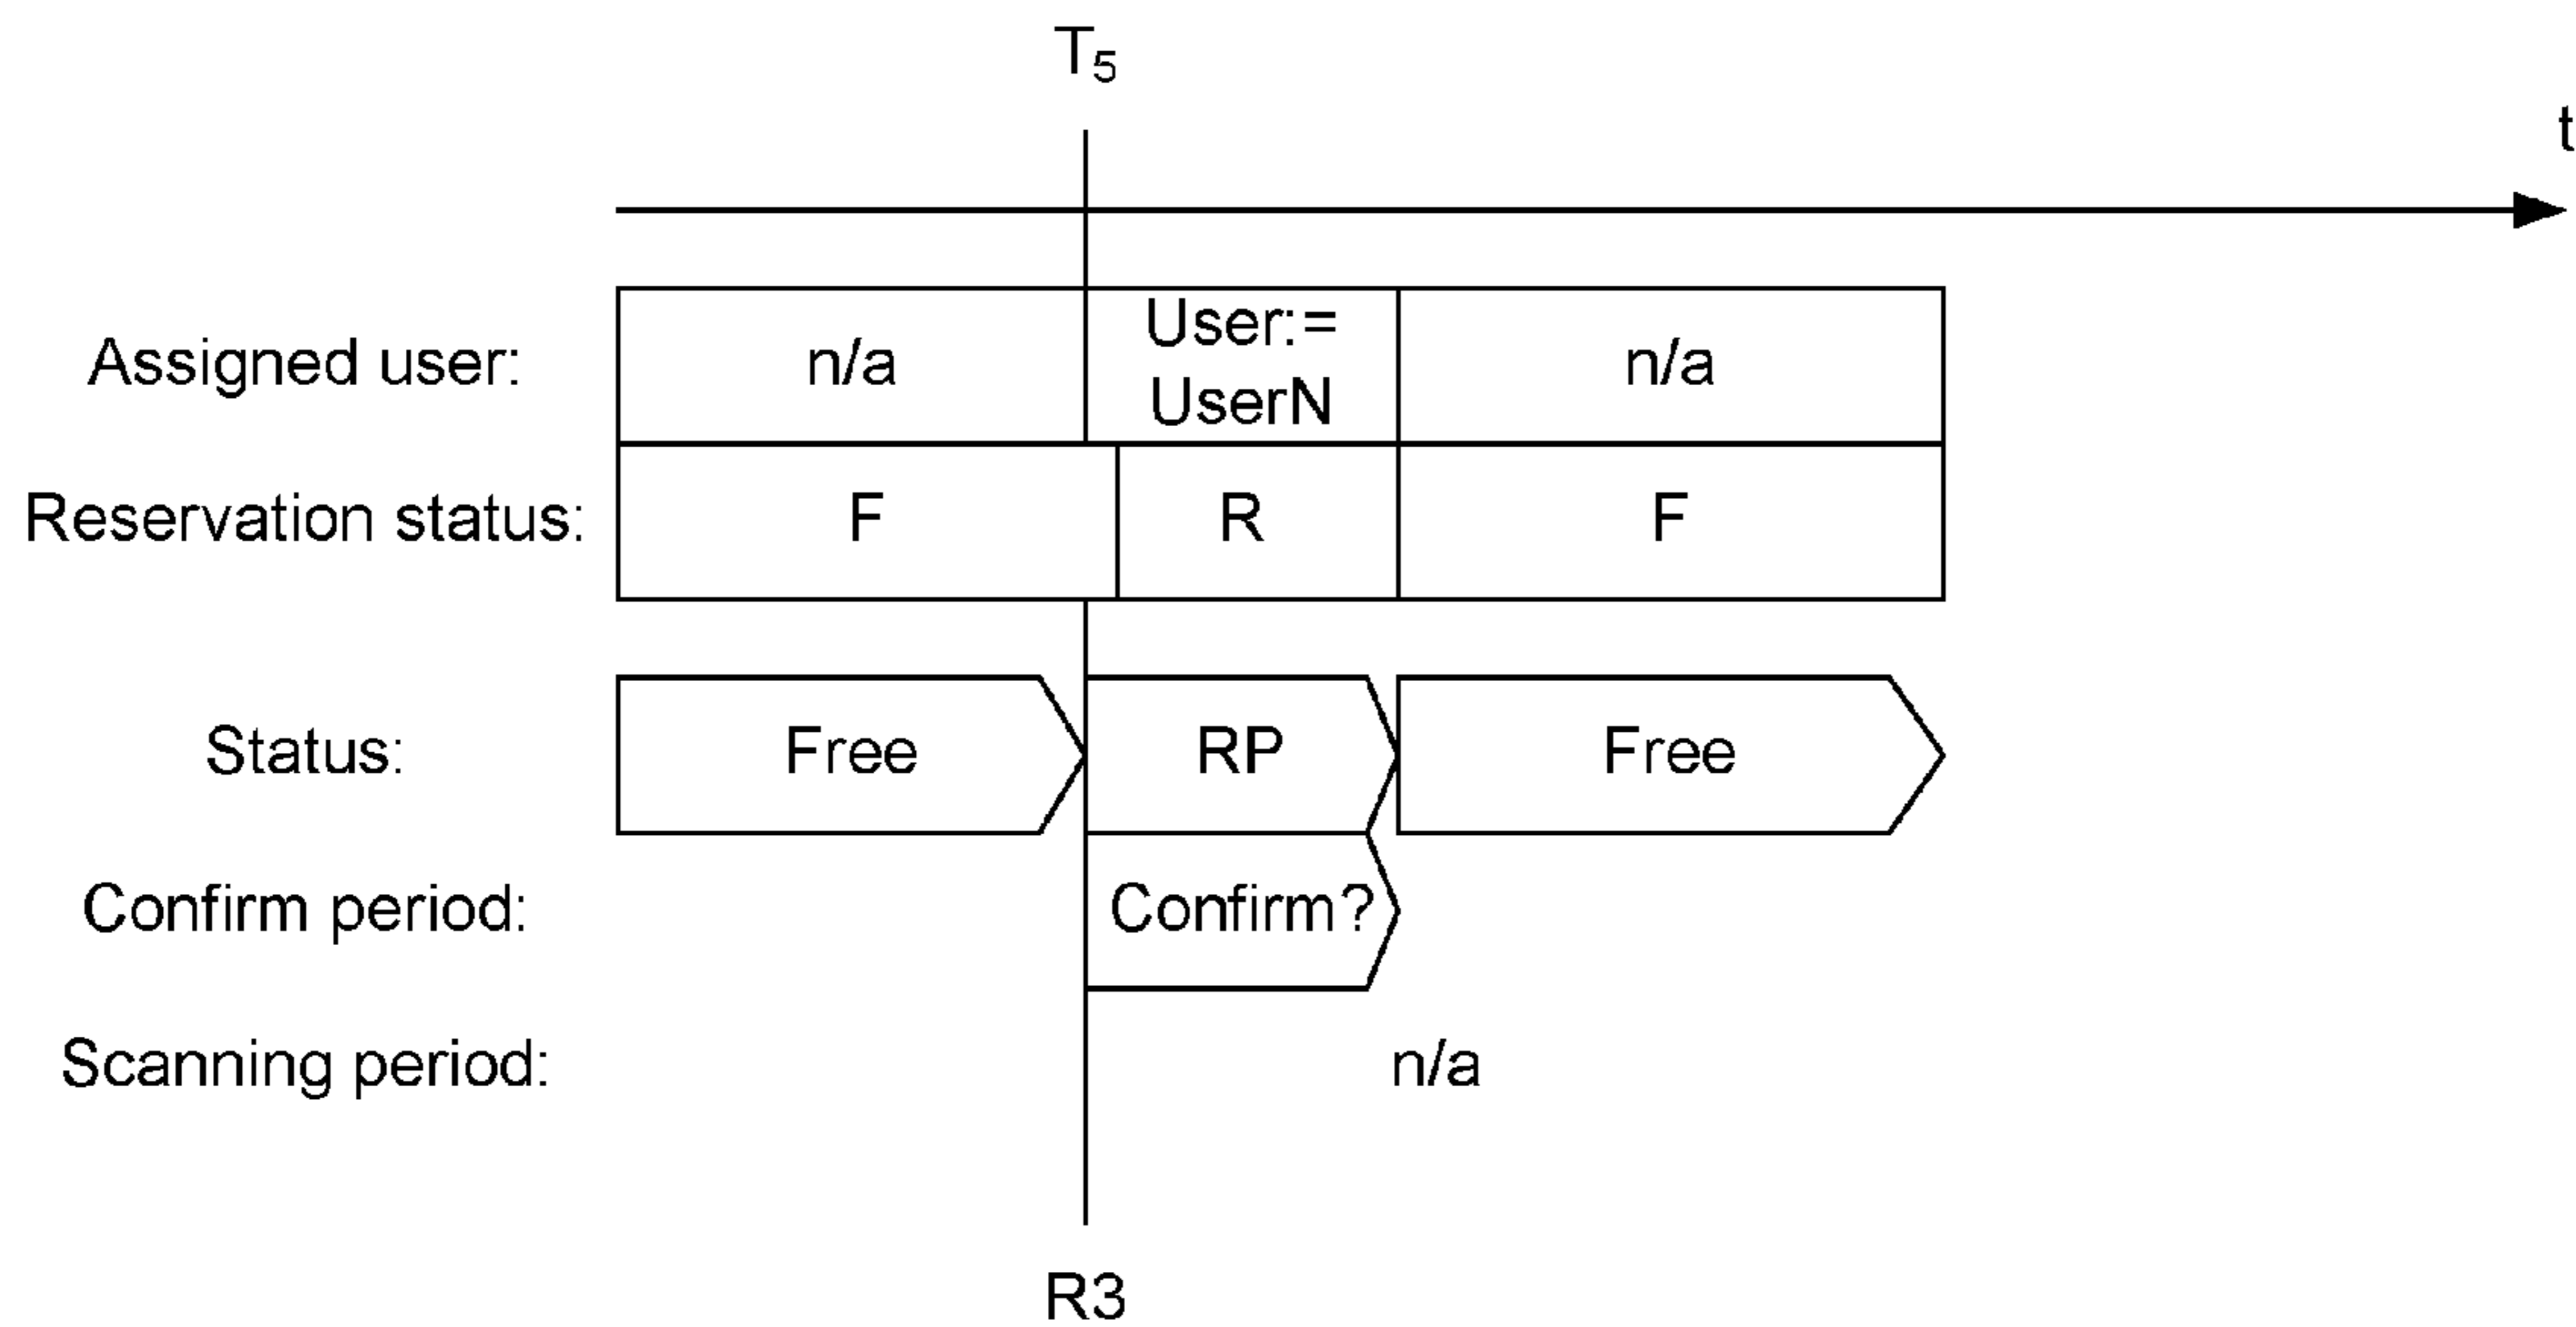 T5
t
Assigned user: n/a User:= UserN n/a
Reservation status: F R F
Status: Free RP Free
Confirm period: Confirm?
Scanning period: n/a
R3